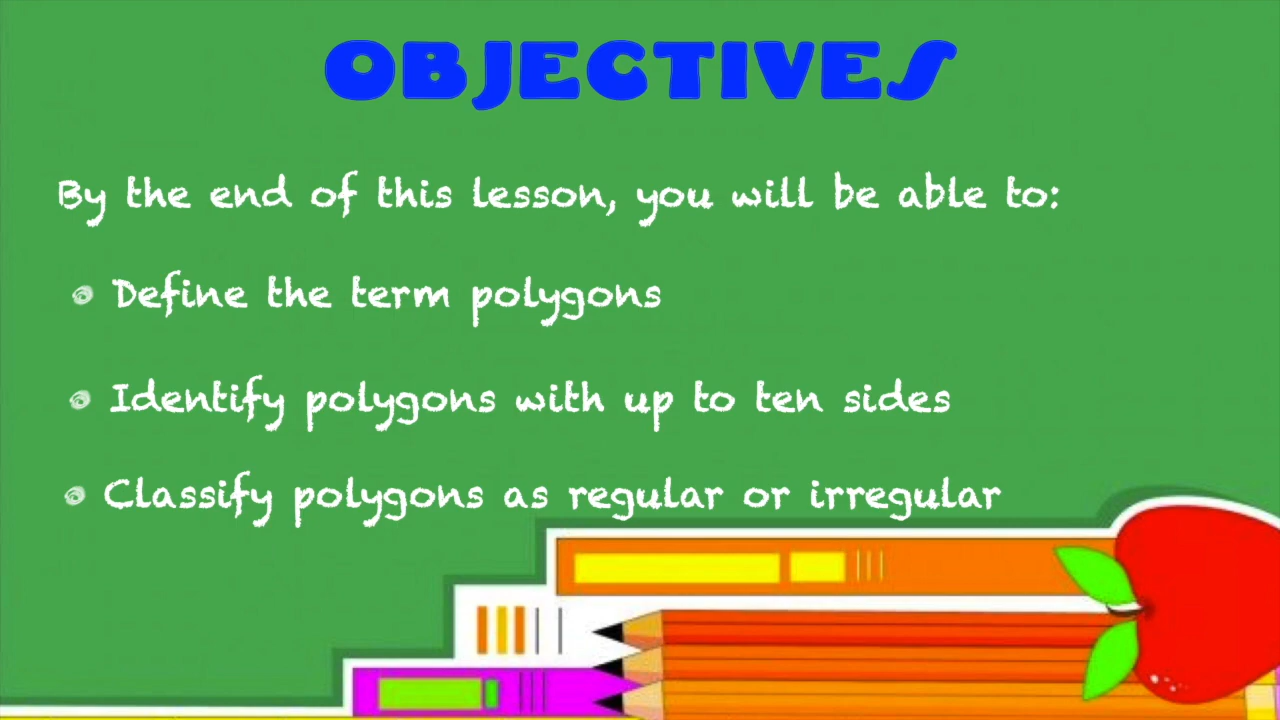 OBJECTIVES
By the end of this lesson, you will be able to:
Define the term polygons
Identify polygons with up to ten sides
Classify polygons as regular or irregular